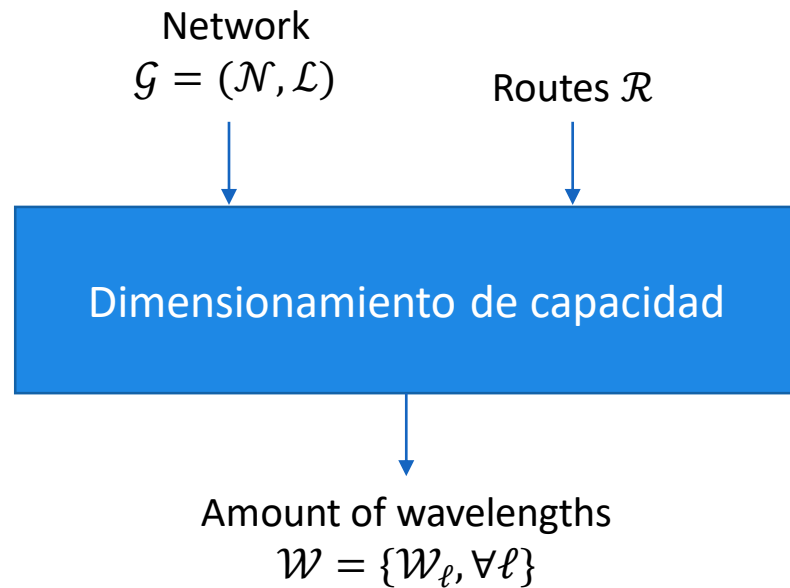 Network
𝒢 = (𝒩, ℒ)
Routes ℛ
Dimensionamiento de capacidad
Amount of wavelengths
𝒲 = {𝒲ℓ, ∀ℓ}